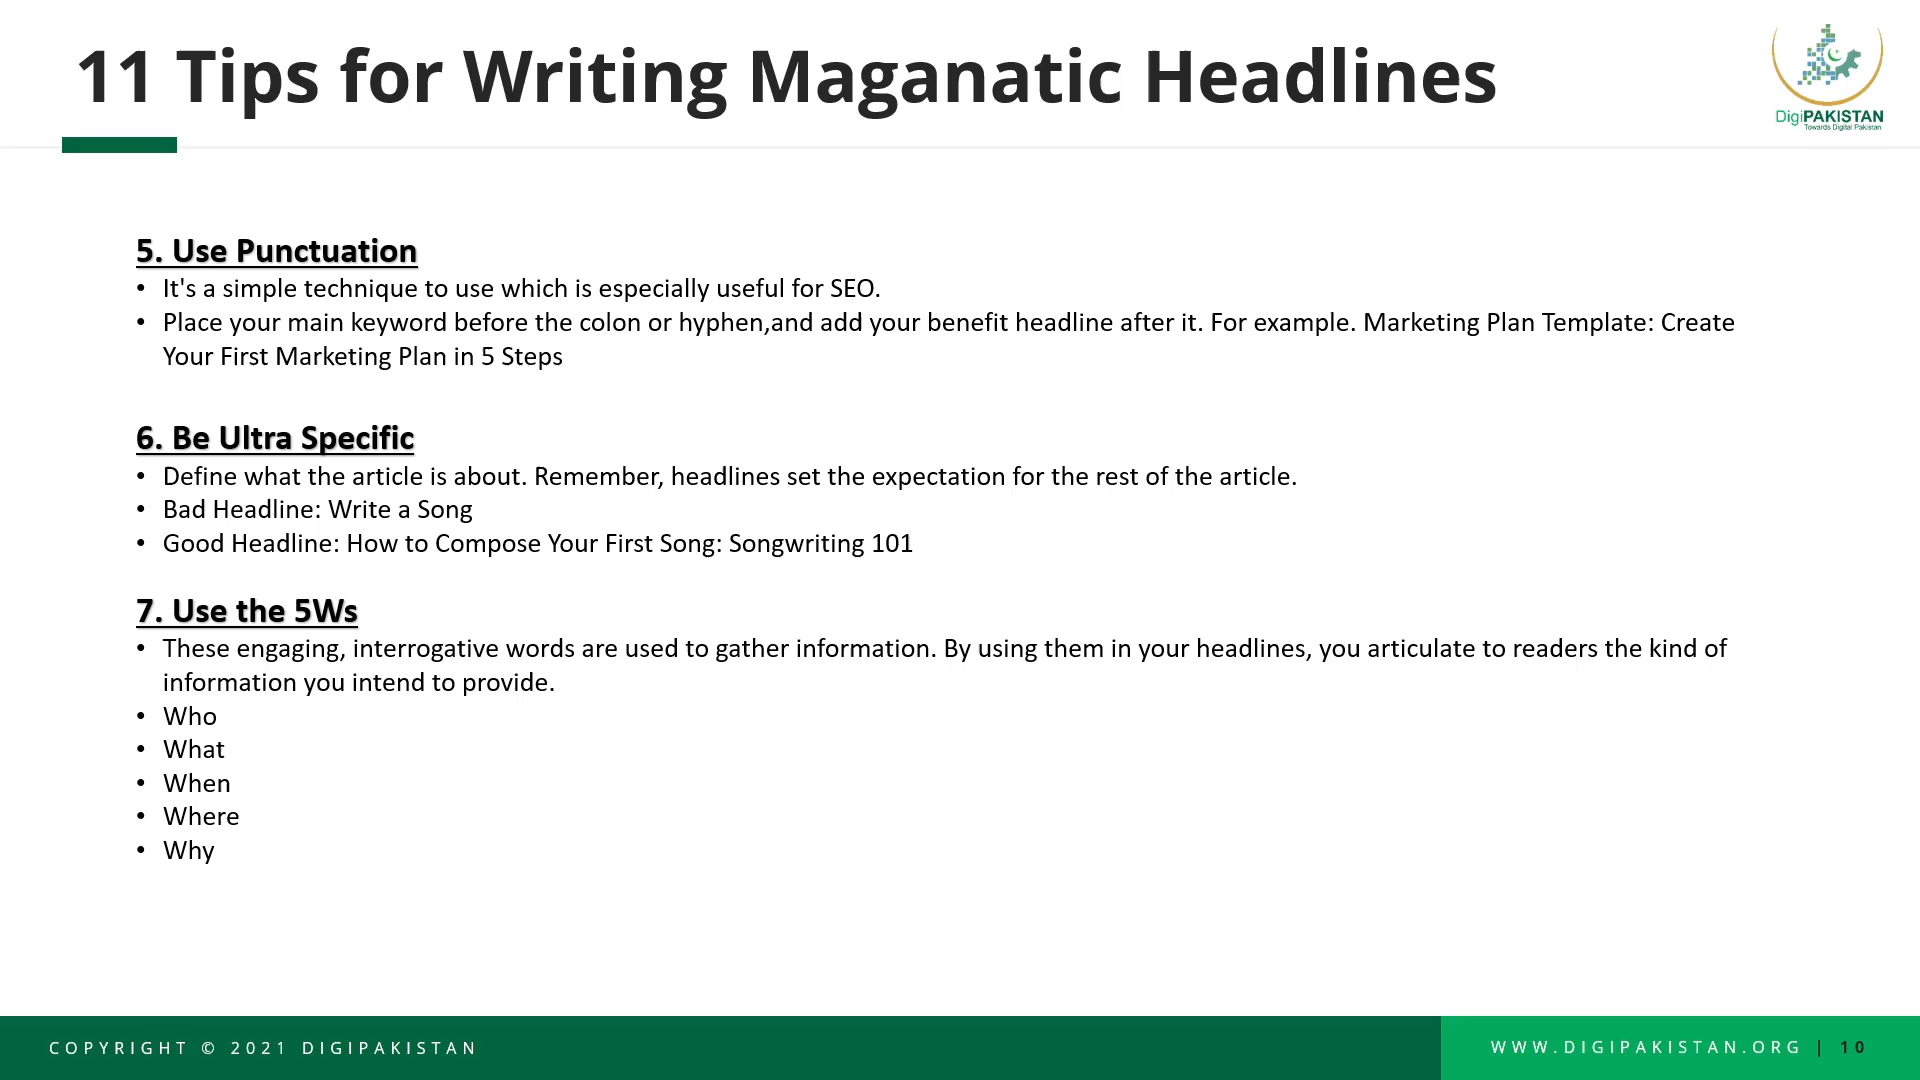 11 Tips for Writing Maganatic Headlines
DigiPAKISTAN
Towards Digital Pakistan
5. Use Punctuation
• It's a simple technique to use which is especially useful for SEO.
• Place your main keyword before the colon or hyphen,and add your benefit headline after it. For example. Marketing Plan Template: Create
Your First Marketing Plan in 5 Steps
6. Be Ultra Specific
• Define what the article is about. Remember, headlines set the expectation for the rest of the article.
• Bad Headline: Write a Song
• Good Headline: How to Compose Your First Song: Songwriting 101
7. Use the 5Ws
• These engaging, interrogative words are used to gather information. By using them in your headlines, you articulate to readers the kind of
information you intend to provide.
• Who
• What
• When
• Where
• Why
COPYRIGHT © 2021 DIGIPAKISTAN
WWW.DIGIPAKISTAN.ORG | 10